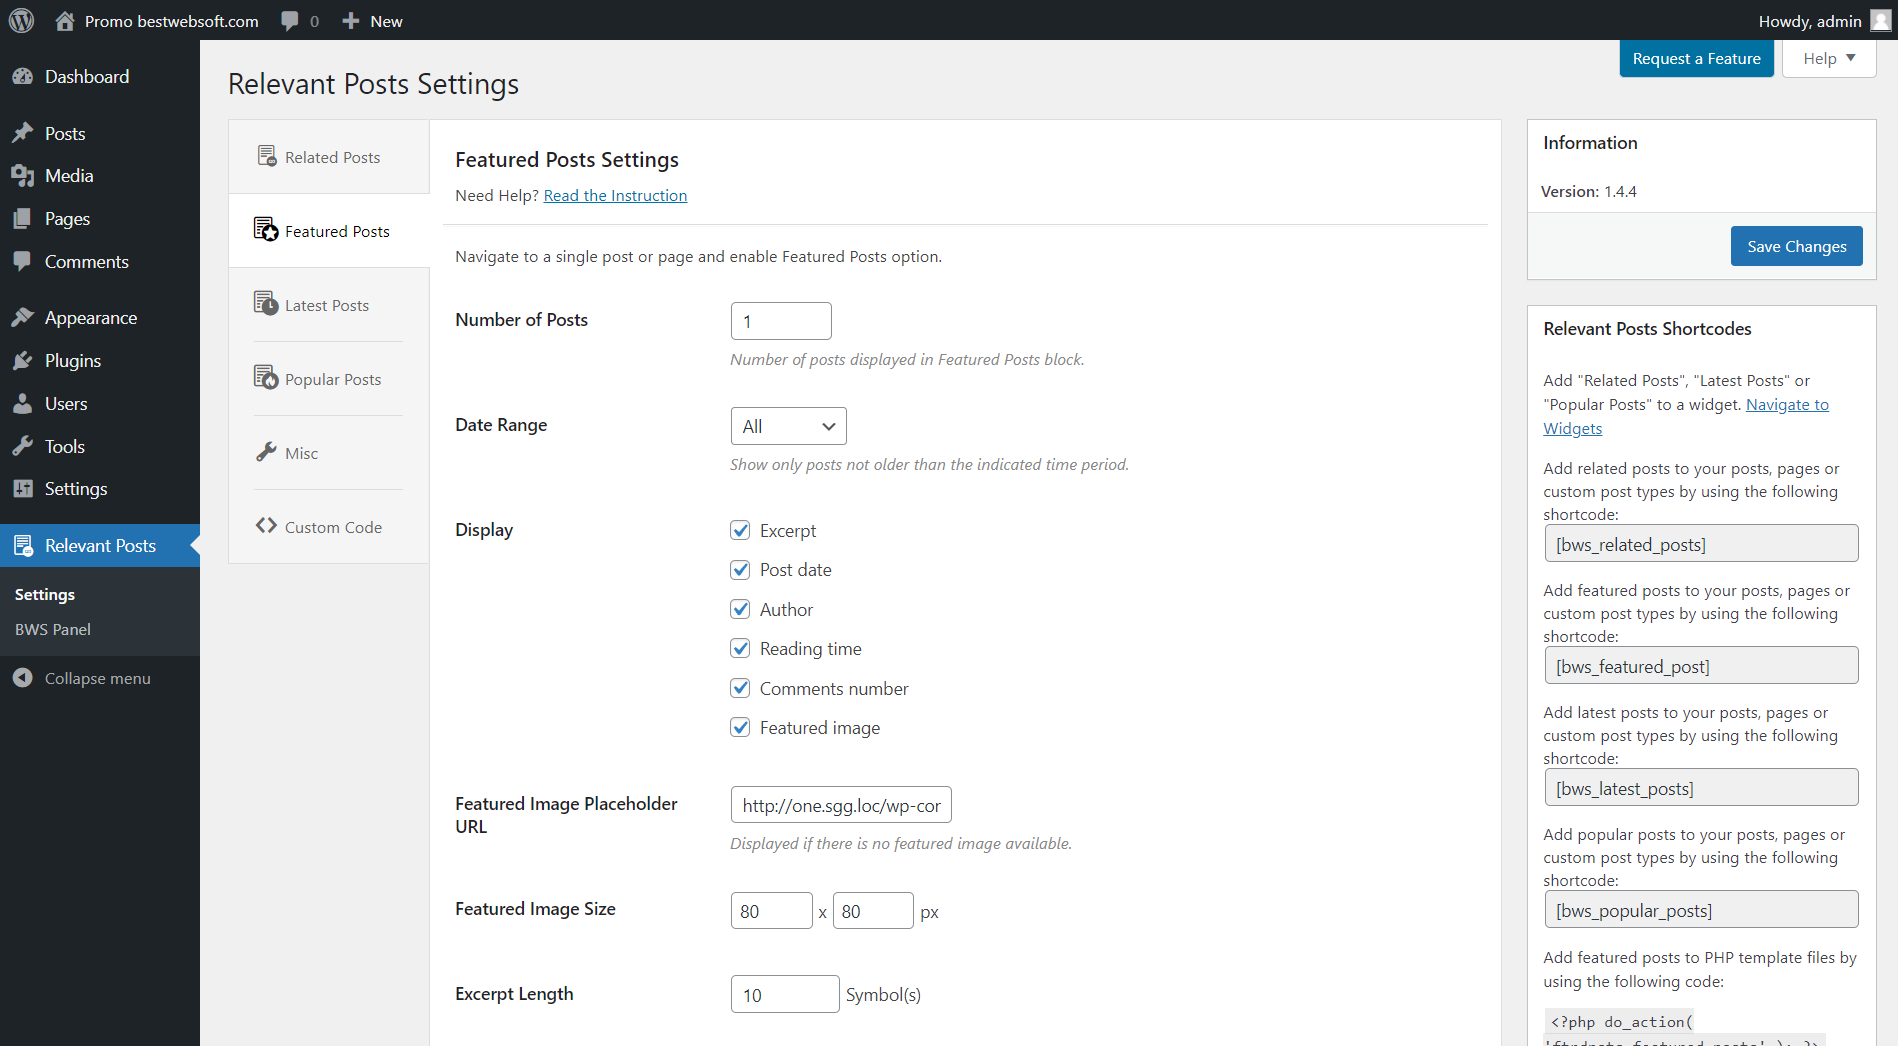 Promo bestwebsoft.com 0 New Howdy, admin
Dashboard
Posts
Media
Pages
Comments
Appearance
Plugins
Users
Tools
Settings
Relevant Posts
Settings
BWS Panel
Collapse menu
Request a Feature
Help
Relevant Posts Settings
Related Posts
Featured Posts
Latest Posts
Popular Posts
Misc
Custom Code
Featured Posts Settings
Need Help? Read the Instruction
Navigate to a single post or page and enable Featured Posts option.
Number of Posts
1
Number of posts displayed in Featured Posts block.
Date Range
All
Show only posts not older than the indicated time period.
Display
Excerpt
Post date
Author
Reading time
Comments number
Featured image
Featured Image Placeholder
URL
http://one.sgg.loc/wp-cor
Displayed if there is no featured image available.
Featured Image Size
80 x 80 px
Excerpt Length
10 Symbol(s)
Information
Version: 1.4.4
Save Changes
Relevant Posts Shortcodes
Add "Related Posts", "Latest Posts" or
"Popular Posts" to a widget. Navigate to
Widgets
Add related posts to your posts, pages or
custom post types by using the following
shortcode:
[bws_related_posts]
Add featured posts to your posts, pages or
custom post types by using the following
shortcode:
[bws_featured_post]
Add latest posts to your posts, pages or
custom post types by using the following
shortcode:
[bws_latest_posts]
Add popular posts to your posts, pages or
custom post types by using the following
shortcode:
[bws_popular_posts]
Add featured posts to PHP template files by
using the following code:
<?php do_action(